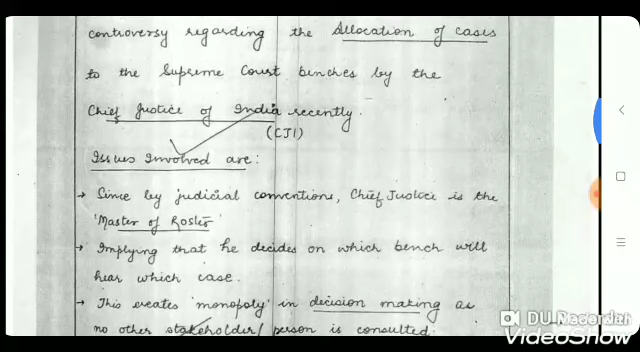 controversy regarding the Allocation of cases
to the Supreme Court benches by the
Chief Justice of India recently.
(CJI)
Issues Involved are:
→ Since by judicial conventions, Chief Justice is the
'Master of Roster'
→ Implying that he decides on which bench will
hear which case.
→ This creates 'monopoly' in decision making as
no other stakeholder/ person is consulted.
DU
VideoShow